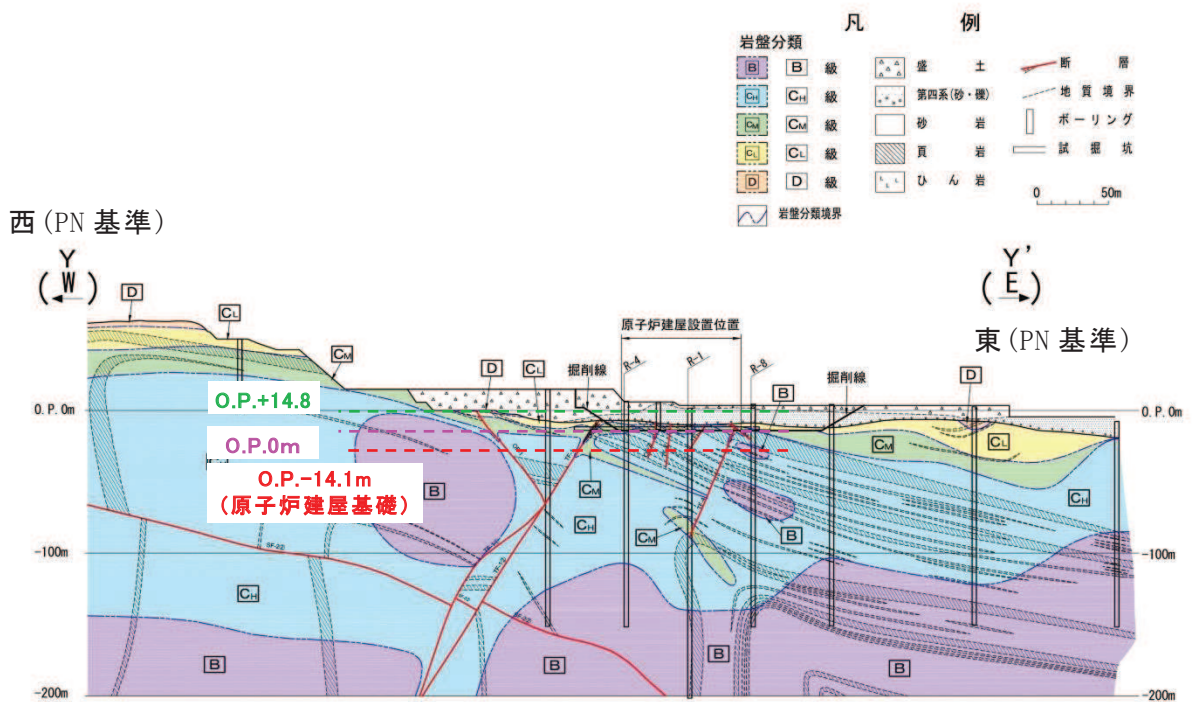 凡 例
岩盤分類
B B 級
CH CH 級
CM CM 級
CL CL 級
D D 級
岩盤分類境界
盛 土
第四系(砂・礫)
砂 岩
頁 岩
ひん岩
断 層
地質境界
ボーリング
試掘坑
0 50m
西(PN 基準)
Y
(W)
Y'
(E)
東(PN 基準)
D
CL
CM
D
CL
掘削線
原子炉建屋設置位置
R-4
R-1
R-8
B
掘削線
D
O.P.0m
O.P.0m
O.P.+14.8
O.P.0m
O.P.-14.1m
(原子炉建屋基礎)
B
CM
CH
CM
B
CM
CL
CH
-100m
-100m
CH
B
B
B
B
-200m
-200m